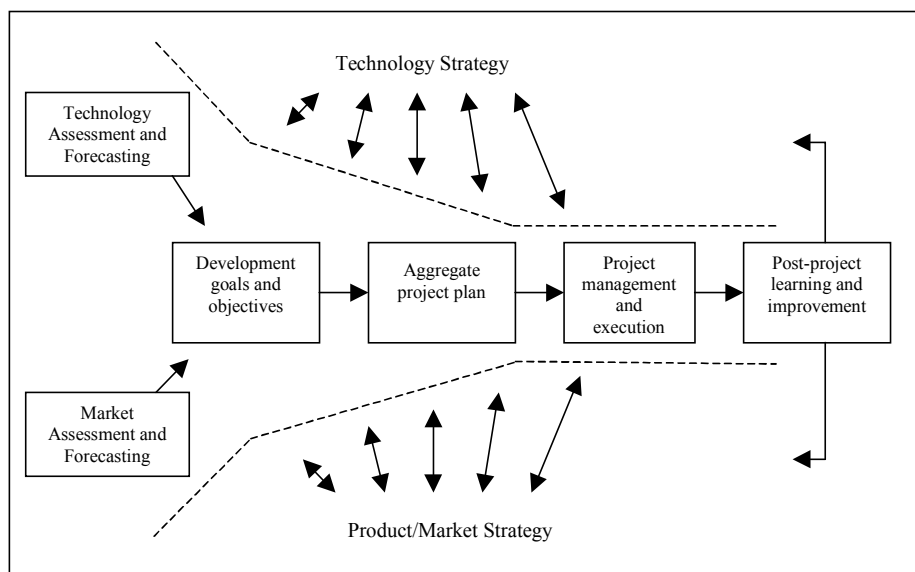 Technology Strategy
Technology
Assessment and
Forecasting
Development
goals and
objectives
Aggregate
project plan
Project
management
and
execution
Post-project
learning and
improvement
Market
Assessment and
Forecasting
Product/Market Strategy